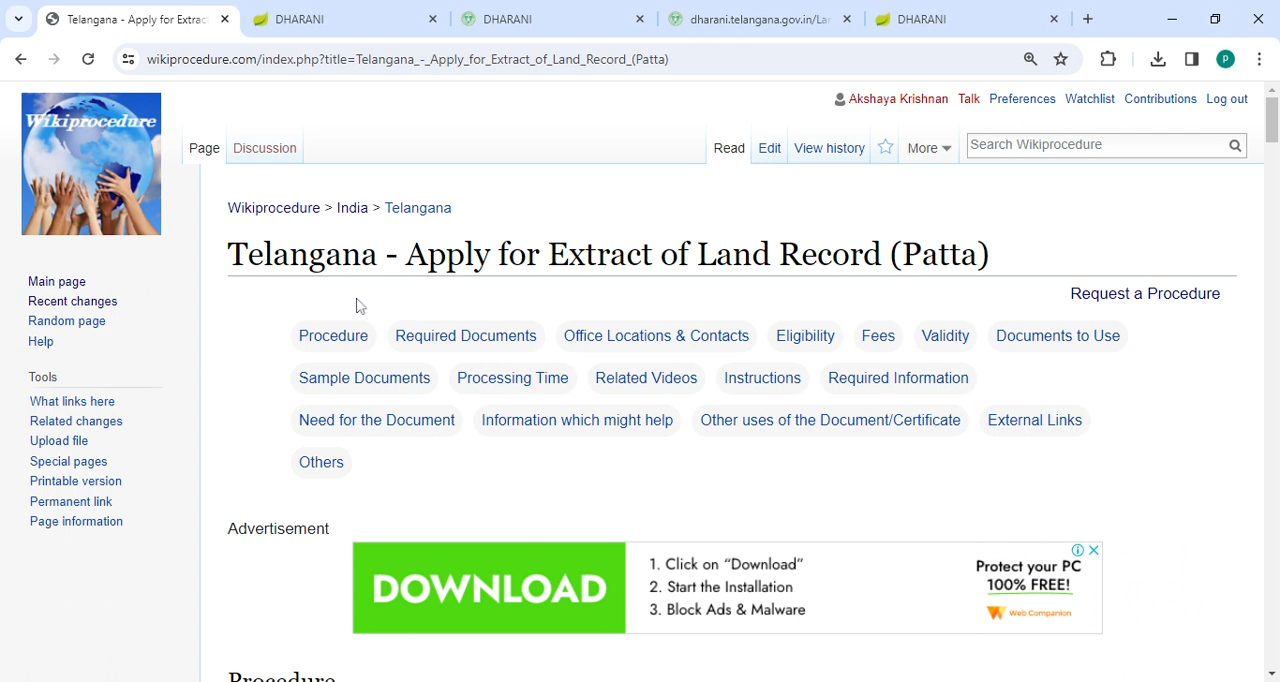 Telangana - Apply for Extrac
DHARANI
DHARANI
dharani.telangana.gov.in/Lar
DHARANI
wikiprocedure.com/index.php?title=Telangana_-_Apply_for_Extract_of_Land_Record_(Patta)
P
Wikiprocedure
Akshaya Krishnan Talk Preferences Watchlist Contributions Log out
Page Discussion Read Edit View history More Search Wikiprocedure
Wikiprocedure > India > Telangana
Telangana - Apply for Extract of Land Record (Patta)
Request a Procedure
Main page
Recent changes
Random page
Help
Tools
What links here
Related changes
Upload file
Special pages
Printable version
Permanent link
Page information
Procedure Required Documents Office Locations & Contacts Eligibility Fees Validity Documents to Use
Sample Documents Processing Time Related Videos Instructions Required Information
Need for the Document Information which might help Other uses of the Document/Certificate External Links
Others
Advertisement
DOWNLOAD
1. Click on “Download”
2. Start the Installation
3. Block Ads & Malware
Protect your PC
100% FREE!
Web Companion
Procedure